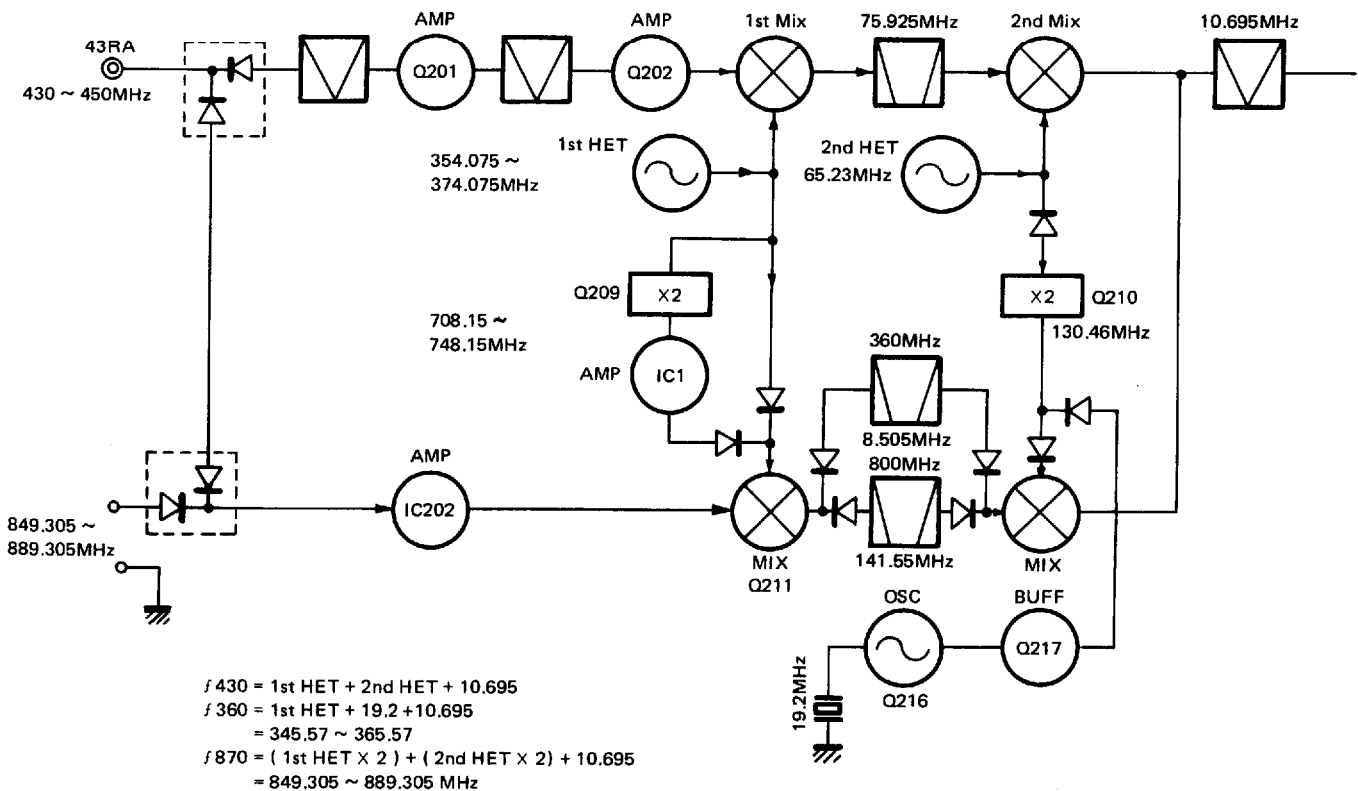 43RA
430 ~ 450MHz
AMP
Q201
AMP
Q202
1st Mix
75.925MHz
2nd Mix
10.695MHz
354.075 ~
374.075MHz
1st HET
2nd HET
65.23MHz
Q209
X2
X2
Q210
130.46MHz
708.15 ~
748.15MHz
AMP
IC1
360MHz
8.505MHz
800MHz
141.55MHz
849.305 ~
889.305MHz
AMP
IC202
MIX
Q211
MIX
OSC
Q216
BUFF
Q217
19.2MHz
f 430 = 1st HET + 2nd HET + 10.695
f 360 = 1st HET + 19.2 + 10.695
= 345.57 ~ 365.57
f 870 = ( 1st HET X 2 ) + ( 2nd HET X 2) + 10.695
= 849.305 ~ 889.305 MHz